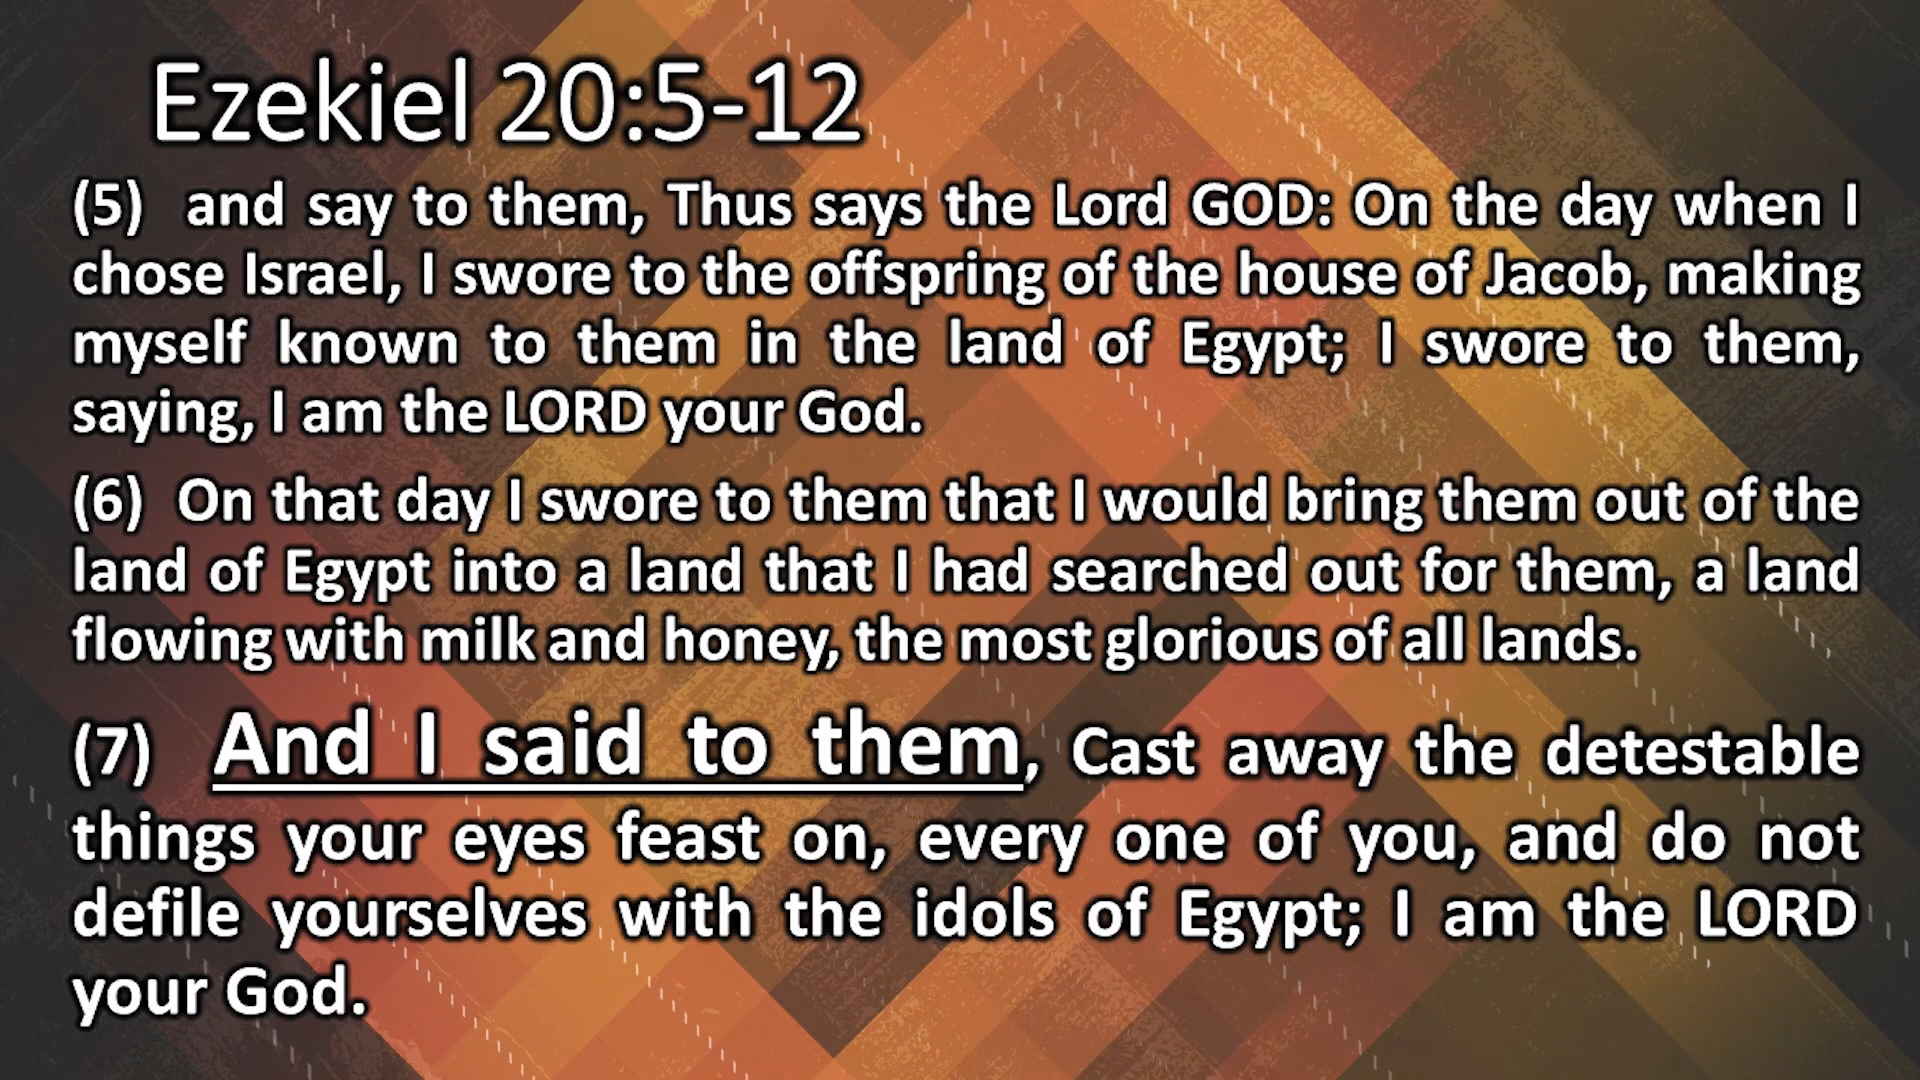 Ezekiel 20:5-12
(5) and say to them, Thus says the Lord GOD: On the day when I
chose Israel, I swore to the offspring of the house of Jacob, making
myself known to them in the land of Egypt; I swore to them,
saying, I am the LORD your God.
(6) On that day I swore to them that I would bring them out of the
land of Egypt into a land that I had searched out for them, a land
flowing with milk and honey, the most glorious of all lands.
(7) And I said to them, Cast away the detestable
things your eyes feast on, every one of you, and do not
defile yourselves with the idols of Egypt; I am the LORD
your God.